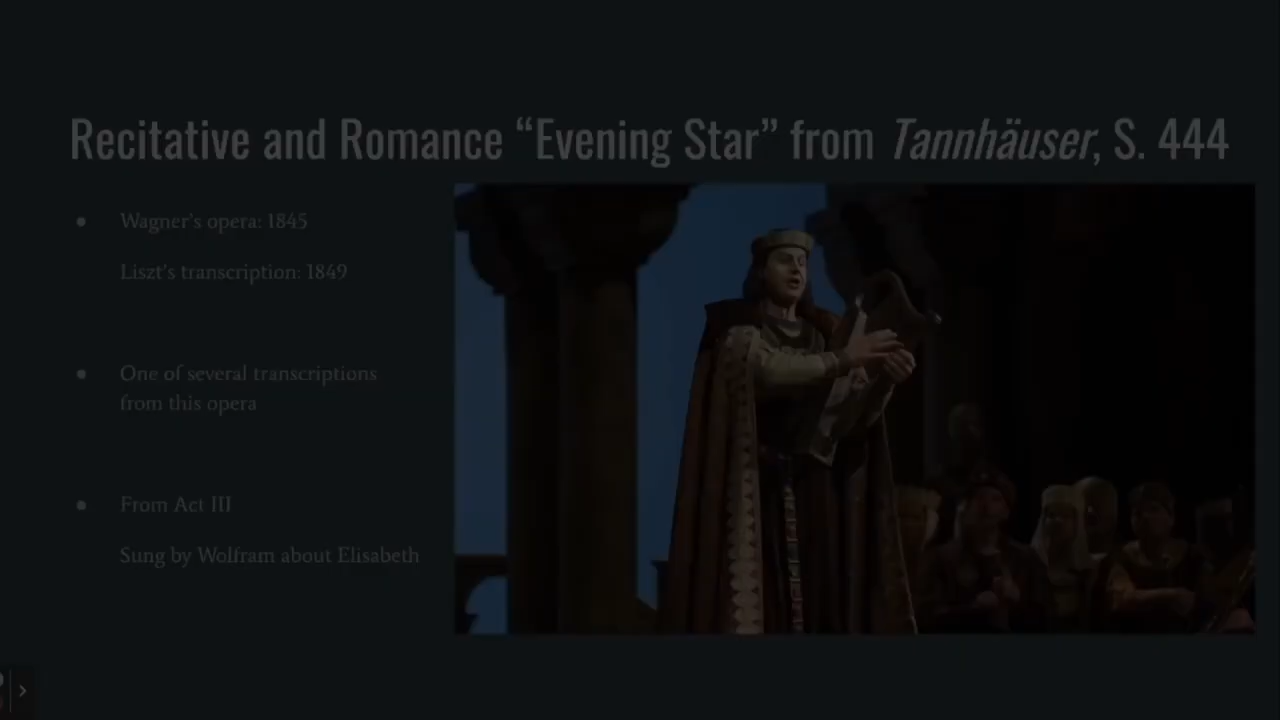 Recitative and Romance “Evening Star” from Tannhäuser, S. 444
Wagner's opera: 1845
Liszt's transcription: 1849
One of several transcriptions
from this opera
From Act III
Sung by Wolfram about Elisabeth